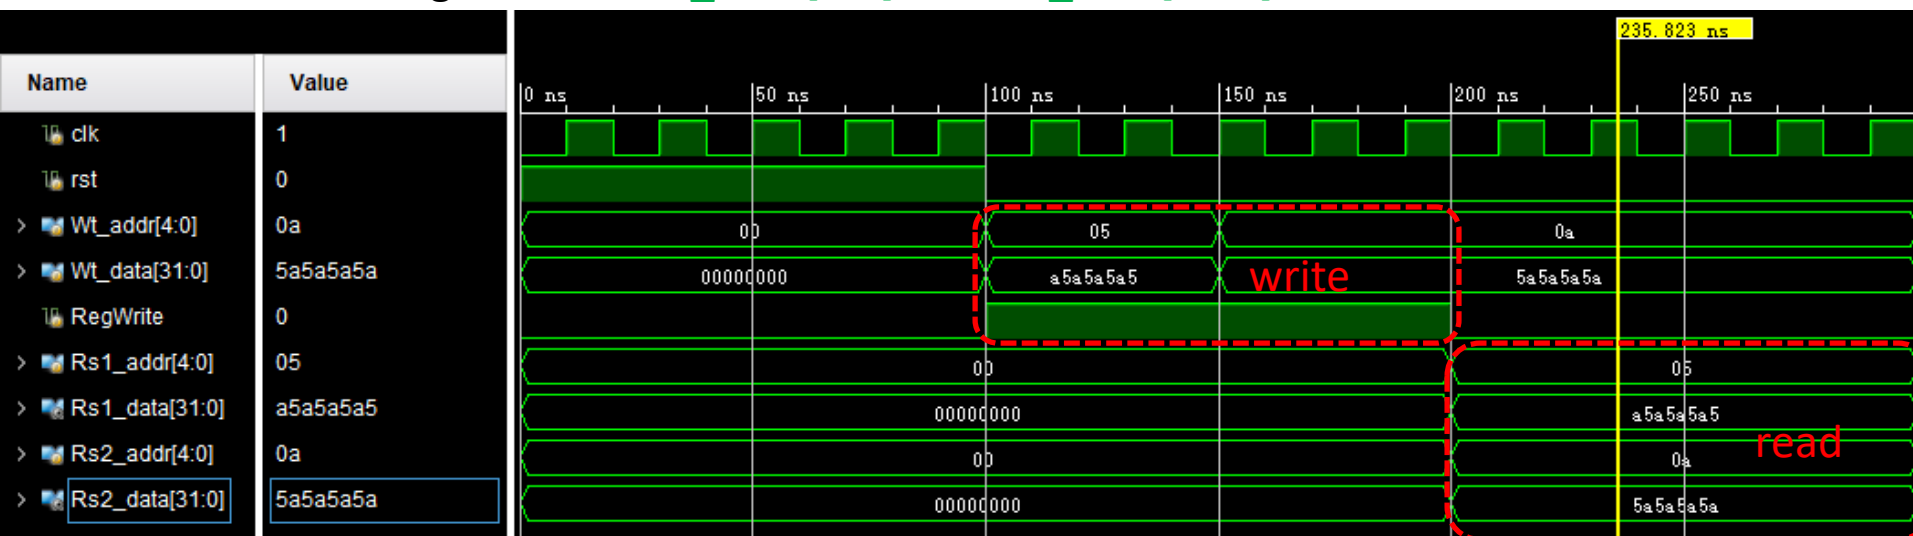 235.823 ns
Name Value
0 ns 50 ns 100 ns 150 ns 200 ns 250 ns
clk 1
rst 0
Wt_addr[4:0] 0a 00 05 0a
Wt_data[31:0] 5a5a5a5a 00000000 a5a5a5a5 write 5a5a5a5a
RegWrite 0
Rs1_addr[4:0] 05 00 05
Rs1_data[31:0] a5a5a5a5 00000000 a5a5a5a5
read
Rs2_addr[4:0] 0a 00 0a
Rs2_data[31:0] 5a5a5a5a 00000000 5a5a5a5a